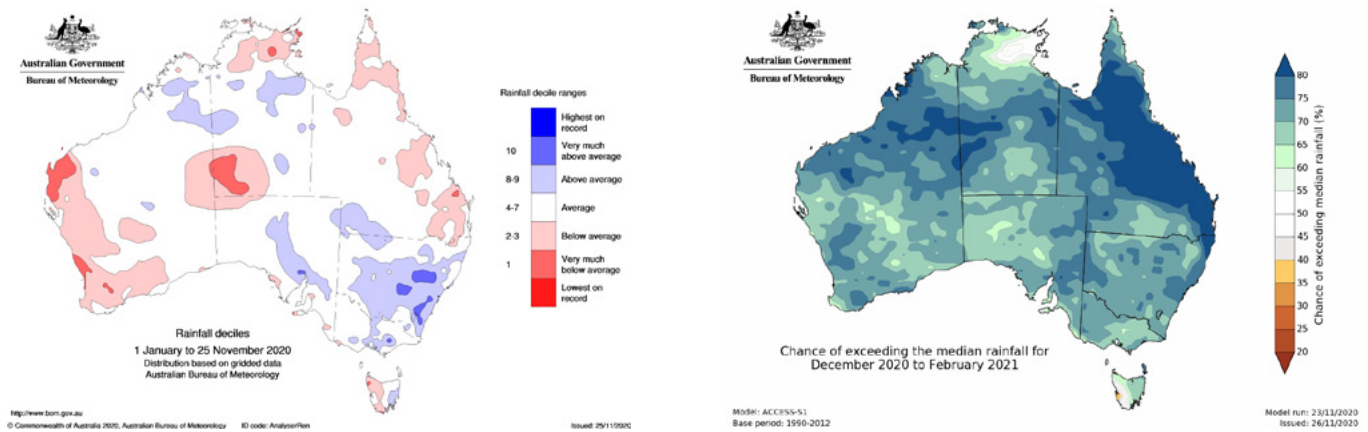 Australian Government
Bureau of Meteorology
Rainfall decile ranges
Highest on
record
10
Very much
above average
8-9
Above average
4-7
Average
2-3
Below average
1
Very much
below average
Lowest on
record
Rainfall deciles
1 January to 25 November 2020
Distribution based on gridded data
Australian Bureau of Meteorology
http://www.bom.gov.au
© Commonwealth of Australia 2020, Australian Bureau of Meteorology
ID code: AnalyserRen
Issued: 25/11/2020
Australian Government
Bureau of Meteorology
80
75
70
65
60
55
50
45
40
35
30
25
20
Chance of exceeding median rainfall (%)
Chance of exceeding the median rainfall for
December 2020 to February 2021
Model: ACCESS-S1
Base period: 1990-2012
Model run: 23/11/2020
Issued: 26/11/2020